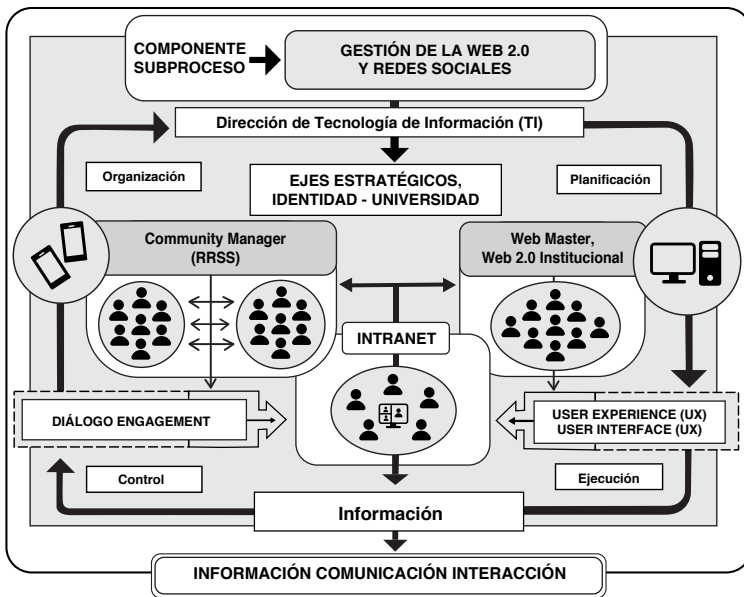 COMPONENTE
SUBPROCESO
GESTIÓN DE LA WEB 2.0
Y REDES SOCIALES
Dirección de Tecnología de Información (TI)
Organización
EJES ESTRATÉGICOS,
IDENTIDAD - UNIVERSIDAD
Planificación
Community Manager
(RRSS)
Web Master,
Web 2.0 Institucional
INTRANET
DIÁLOGO ENGAGEMENT
USER EXPERIENCE (UX)
USER INTERFACE (UX)
Control
Ejecución
Información
INFORMACIÓN COMUNICACIÓN INTERACCIÓN